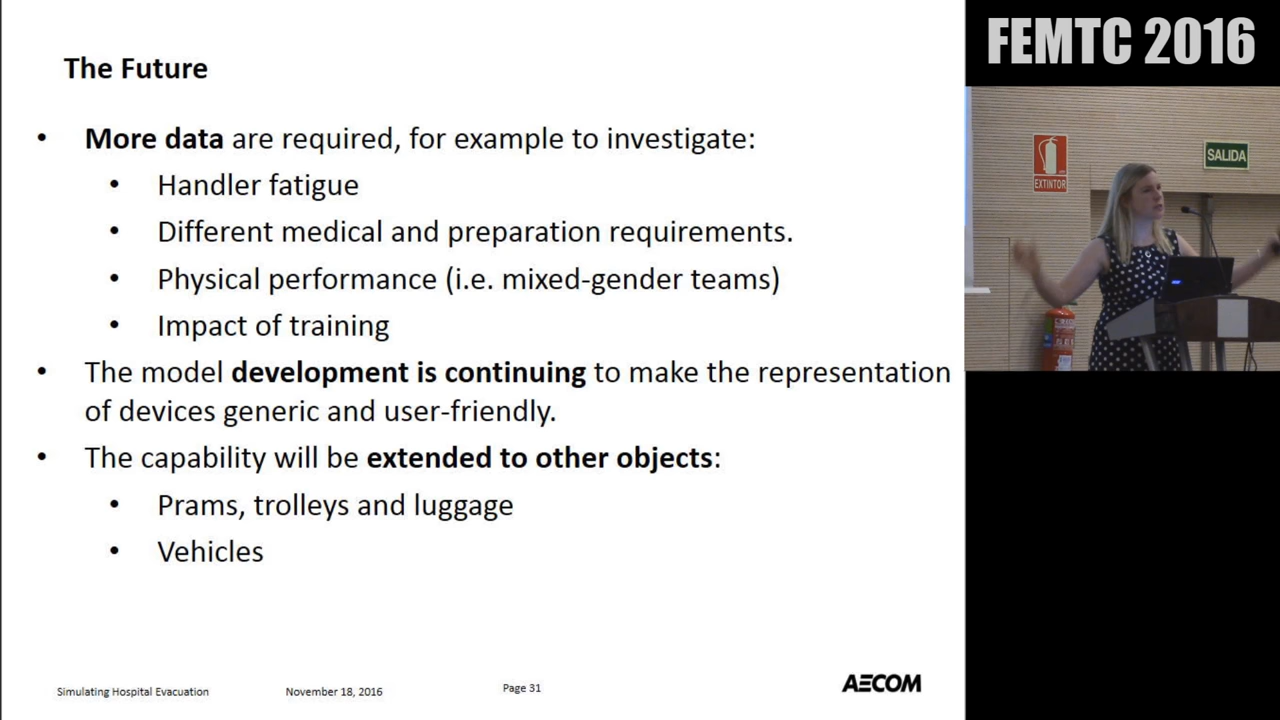 FEMTC 2016
The Future
• More data are required, for example to investigate:
• Handler fatigue
• Different medical and preparation requirements.
• Physical performance (i.e. mixed-gender teams)
• Impact of training
• The model development is continuing to make the representation
of devices generic and user-friendly.
• The capability will be extended to other objects:
• Prams, trolleys and luggage
• Vehicles
Simulating Hospital Evacuation
November 18, 2016
Page 31
AECOM
EXTINTOR
SALIDA